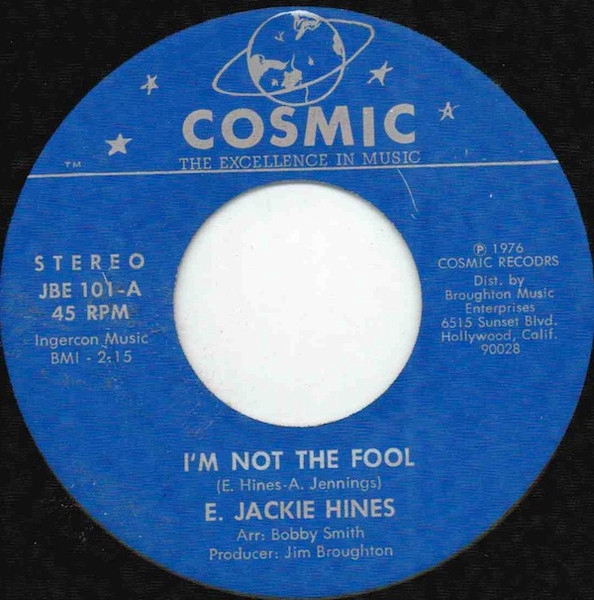 COSMIC
THE EXCELLENCE IN MUSIC
TM
STEREO
JBE 101-A
45 RPM
Ingercon Music
BMI - 2:15
℗ 1976
COSMIC RECODRS
Dist. by
Broughton Music
Enterprises
6515 Sunset Blvd.
Hollywood, Calif.
90028
I'M NOT THE FOOL
(E. Hines-A. Jennings)
E. JACKIE HINES
Arr: Bobby Smith
Producer: Jim Broughton